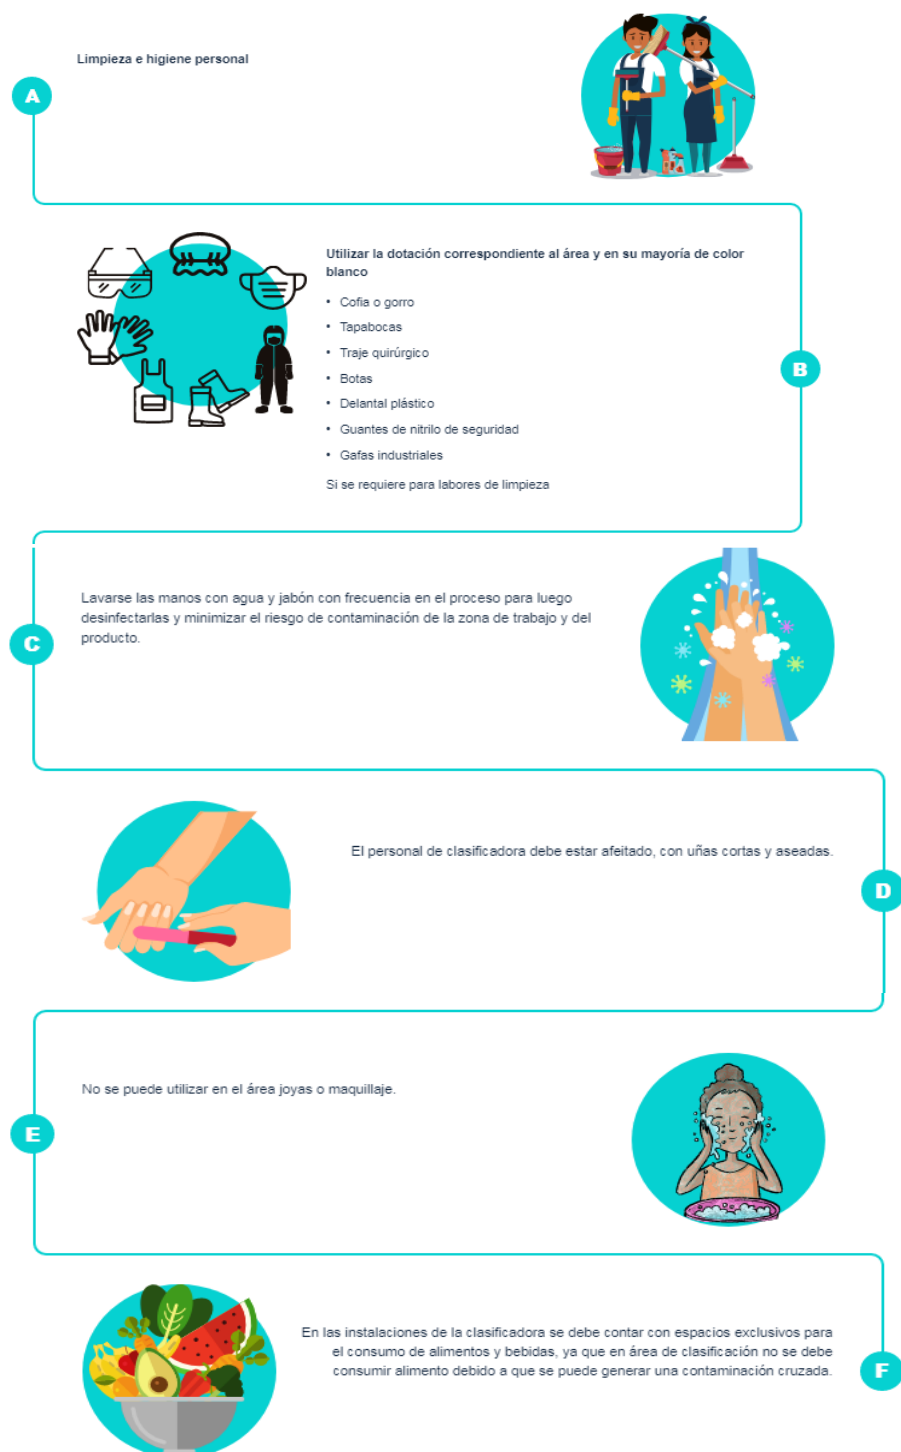 Limpieza e higiene personal
A
Utilizar la dotación correspondiente al área y en su mayoría de color
blanco
• Cofia o gorro
• Tapabocas
• Traje quirúrgico
B
• Botas
• Delantal plástico
• Guantes de nitrilo de seguridad
• Gafas industriales
Si se requiere para labores de limpieza
Lavarse las manos con agua y jabón con frecuencia en el proceso para luego
desinfectarlas y minimizar el riesgo de contaminación de la zona de trabajo y del
producto.
C
El personal de clasificadora debe estar afeitado, con uñas cortas y aseadas.
D
No se puede utilizar en el área joyas o maquillaje.
E
En las instalaciones de la clasificadora se debe contar con espacios exclusivos para
el consumo de alimentos y bebidas, ya que en área de clasificación no se debe
consumir alimento debido a que se puede generar una contaminación cruzada.
F